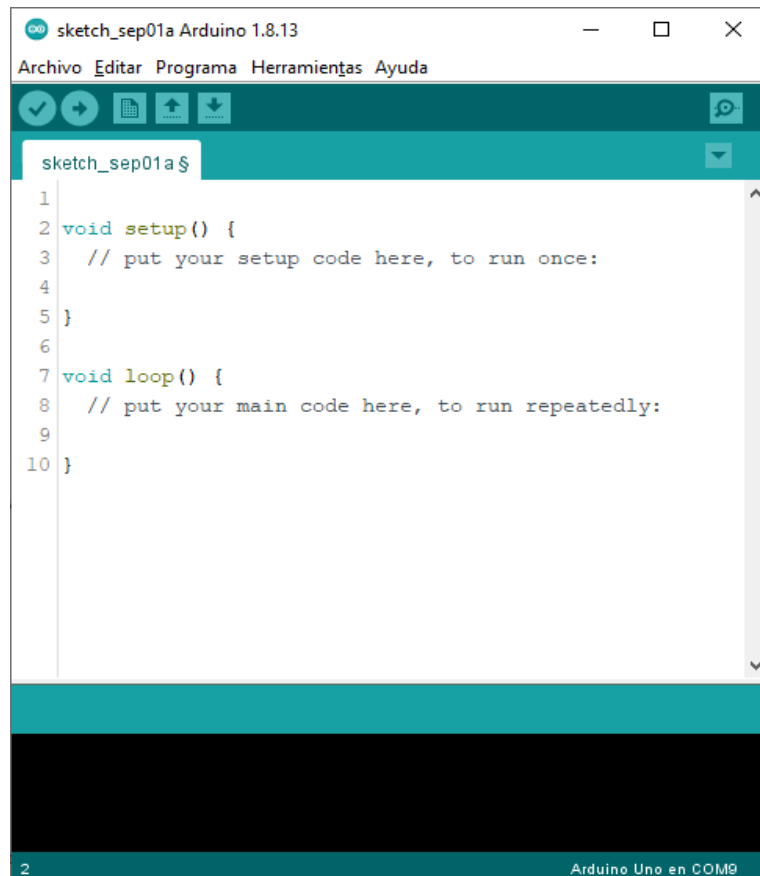 sketch_sep01a Arduino 1.8.13
Archivo Editar Programa Herramientas Ayuda
sketch_sep01a §
1
2 void setup() {
3   // put your setup code here, to run once:
4
5 }
6
7 void loop() {
8   // put your main code here, to run repeatedly:
9
10 }
2 Arduino Uno en COM9